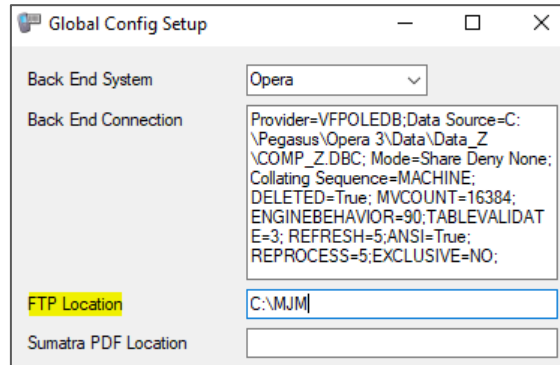 Global Config Setup
Back End System
Opera
Back End Connection
Provider=VFPOLEDB;Data Source=C:
\Pegasus\Opera 3\Data\Data_Z
\COMP_Z.DBC; Mode=Share Deny None;
Collating Sequence=MACHINE;
DELETED=True; MVCOUNT=16384;
ENGINEBEHAVIOR=90;TABLEVALIDAT
E=3; REFRESH=5;ANSI=True;
REPROCESS=5;EXCLUSIVE=NO;
FTP Location
C:\MJM
Sumatra PDF Location